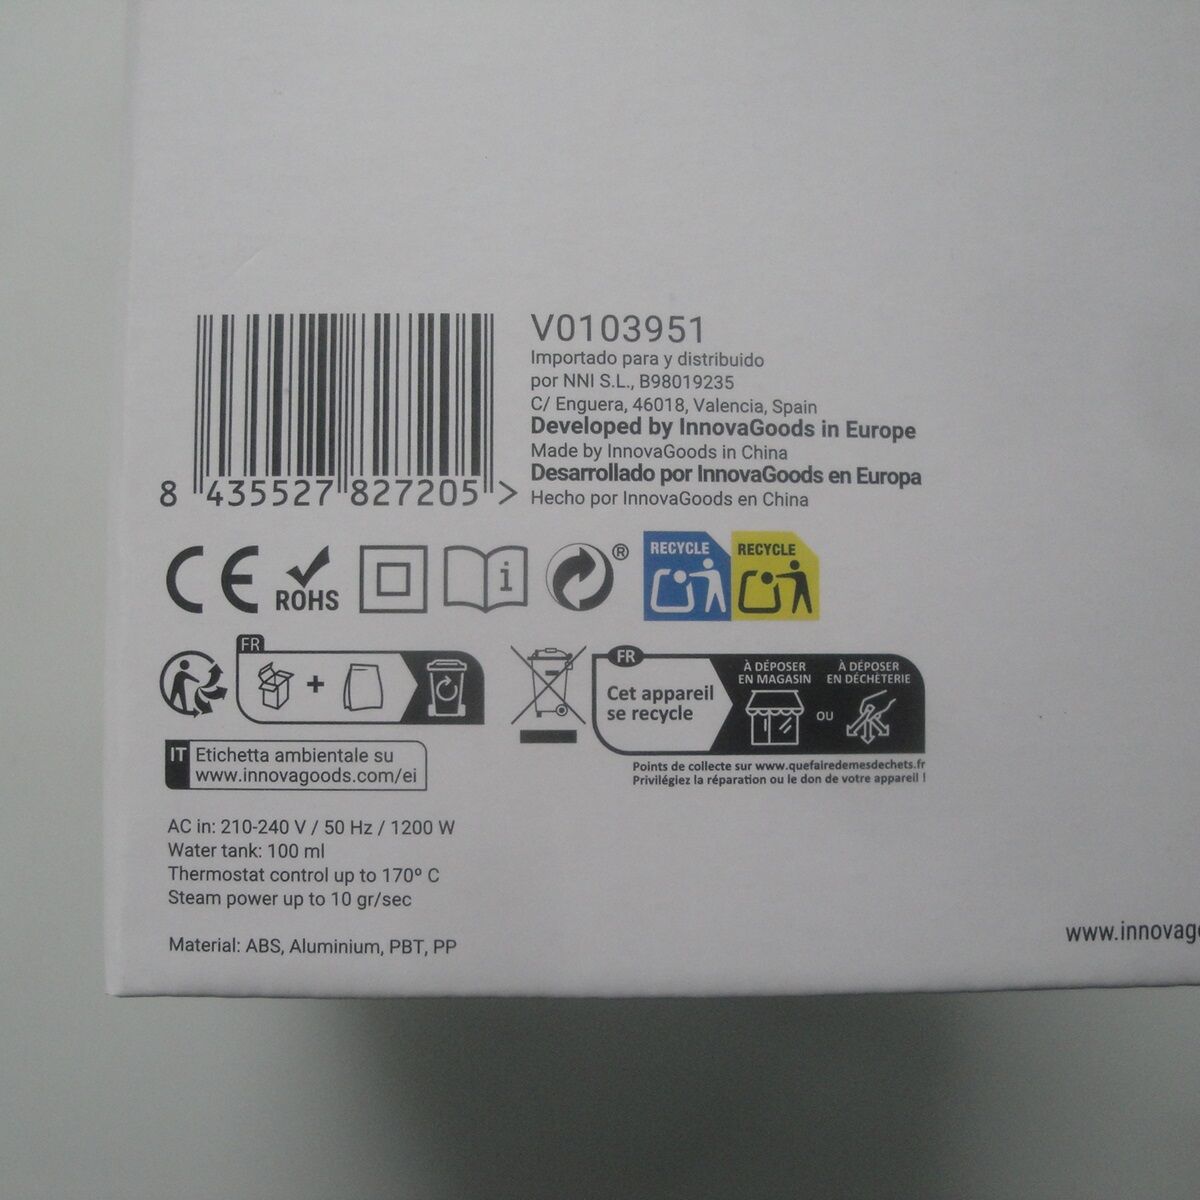 8 435527 827205 >
V0103951
Importado para y distribuido
por NNI S.L., B98019235
C/ Enguera, 46018, Valencia, Spain
Developed by InnovaGoods in Europe
Made by InnovaGoods in China
Desarrollado por InnovaGoods en Europa
Hecho por InnovaGoods en China
CE
ROHS
i
®
RECYCLE
RECYCLE
FR
+
FR
Cet appareil
se recycle
À DÉPOSER
EN MAGASIN
OU
À DÉPOSER
EN DÉCHÈTERIE
Points de collecte sur www.quefairedemesdechets.fr
Privilégiez la réparation ou le don de votre appareil !
IT
Etichetta ambientale su
www.innovagoods.com/ei
AC in: 210-240 V / 50 Hz / 1200 W
Water tank: 100 ml
Thermostat control up to 170º C
Steam power up to 10 gr/sec
Material: ABS, Aluminium, PBT, PP
www.innovag